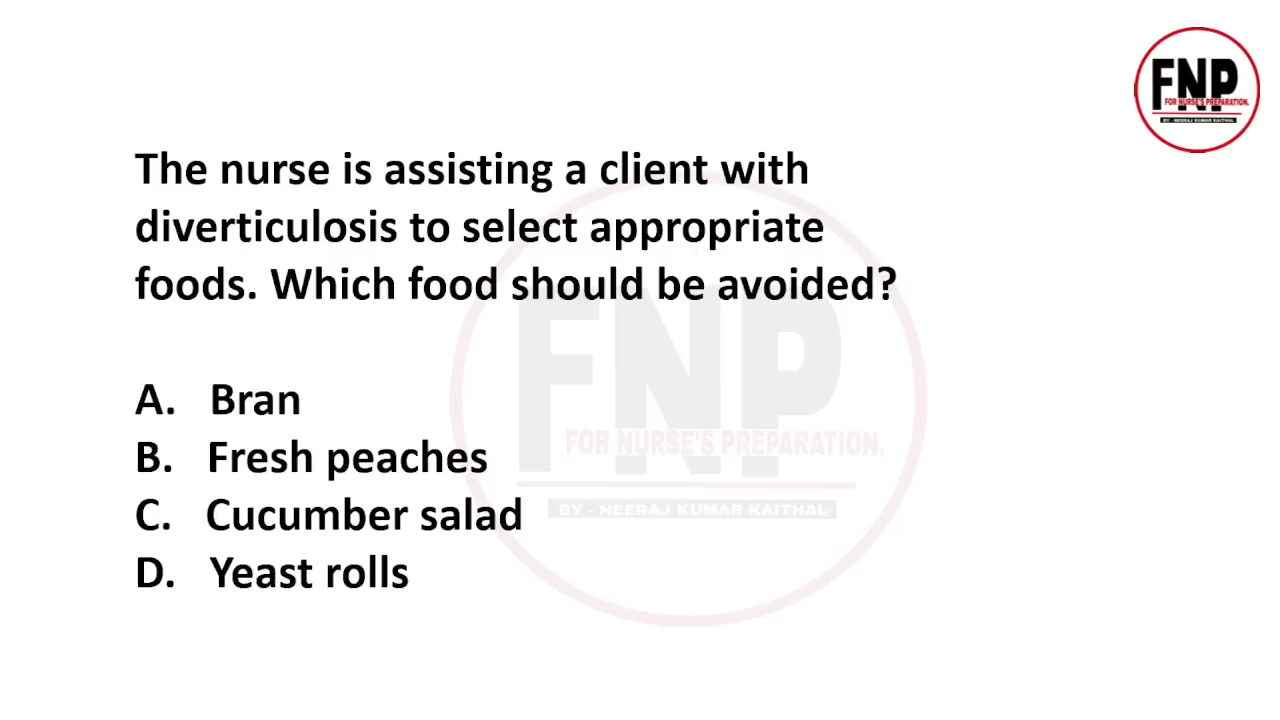 FNP
FOR NURSE'S PREPARATION.
BY - NEERAJ KUMAR KAITHAL
The nurse is assisting a client with
diverticulosis to select appropriate
foods. Which food should be avoided?
A. Bran
B. Fresh peaches
C. Cucumber salad
D. Yeast rolls
FNP
FOR NURSE'S PREPARATION.
BY - NEERAJ KUMAR KAITHAL